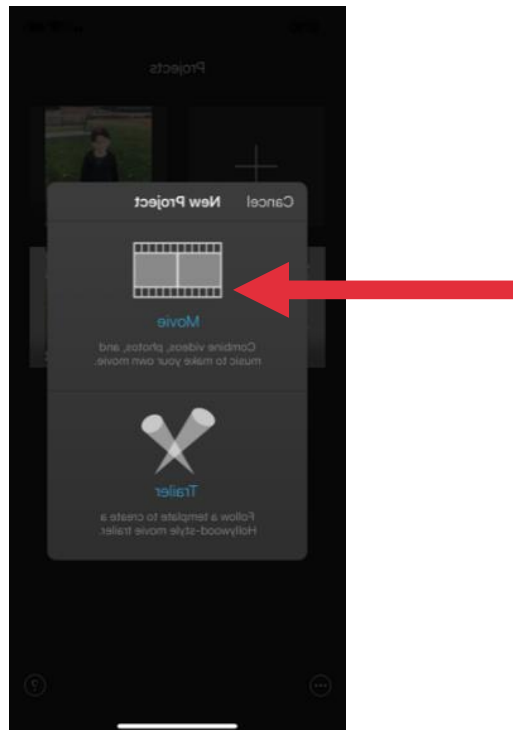 Projects
Cancel New Project
Movie
Combine videos, photos, and
music to make your own movie.
Trailer
Follow a template to create a
Hollywood-style movie trailer.
?